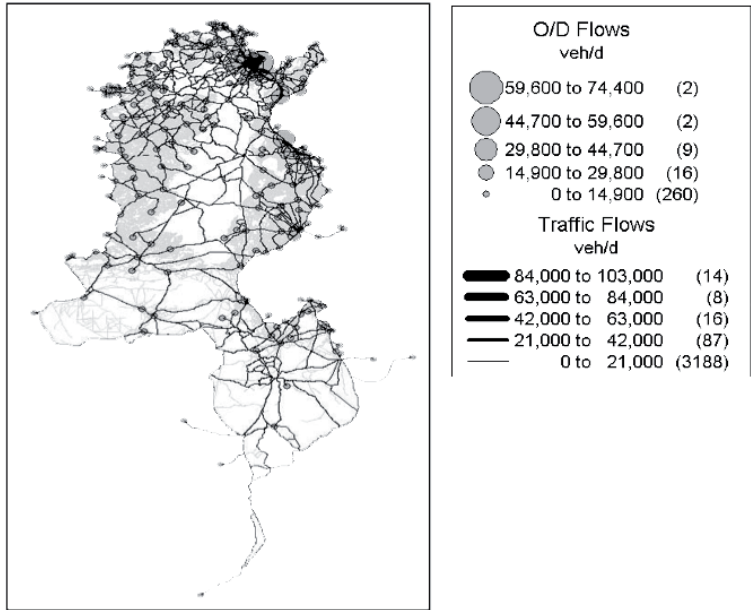 O/D Flows
veh/d
59,600 to 74,400 (2)
44,700 to 59,600 (2)
29,800 to 44,700 (9)
14,900 to 29,800 (16)
0 to 14,900 (260)
Traffic Flows
veh/d
84,000 to 103,000 (14)
63,000 to 84,000 (8)
42,000 to 63,000 (16)
21,000 to 42,000 (87)
0 to 21,000 (3188)